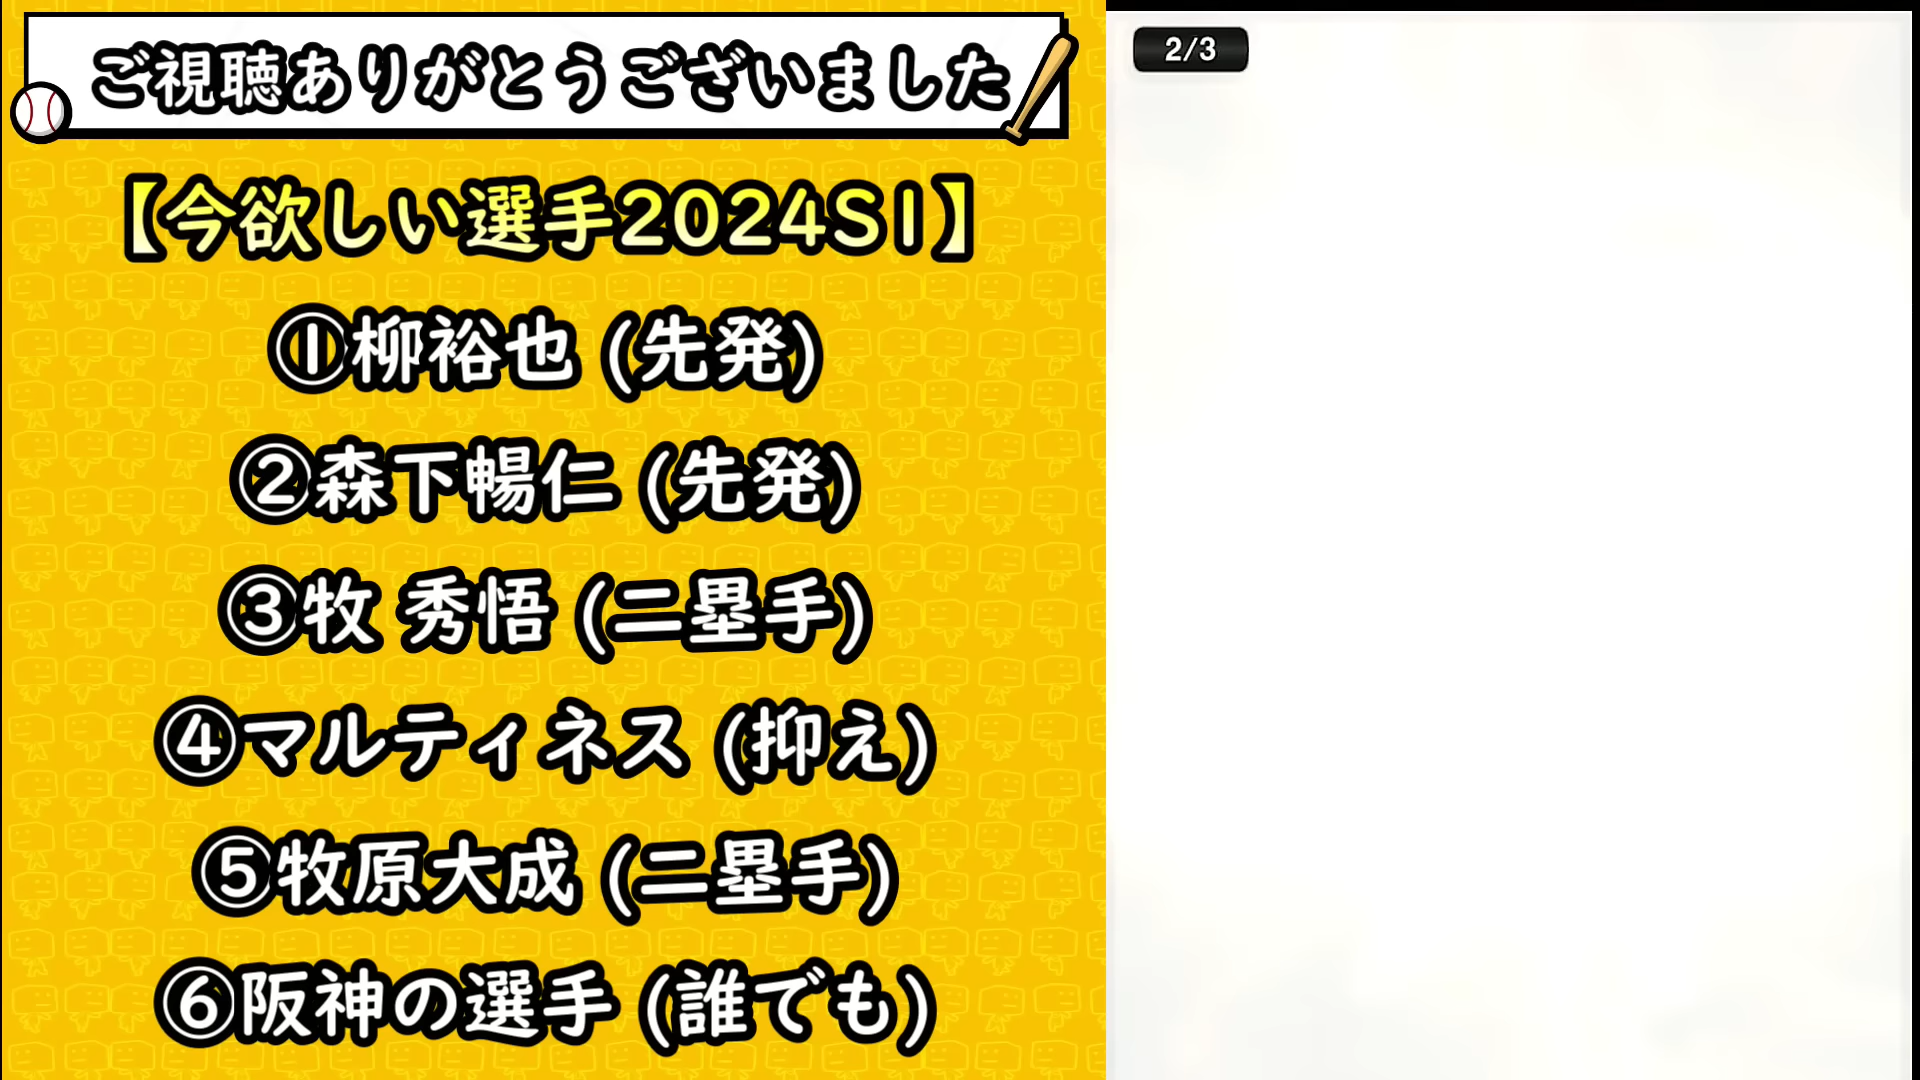 ご視聴ありがとうございました
【今欲しい選手2024S1】
①柳裕也 (先発)
②森下暢仁 (先発)
③牧 秀悟 (二塁手)
④マルティネス (抑え)
⑤牧原大成 (二塁手)
⑥阪神の選手 (誰でも)
2/3